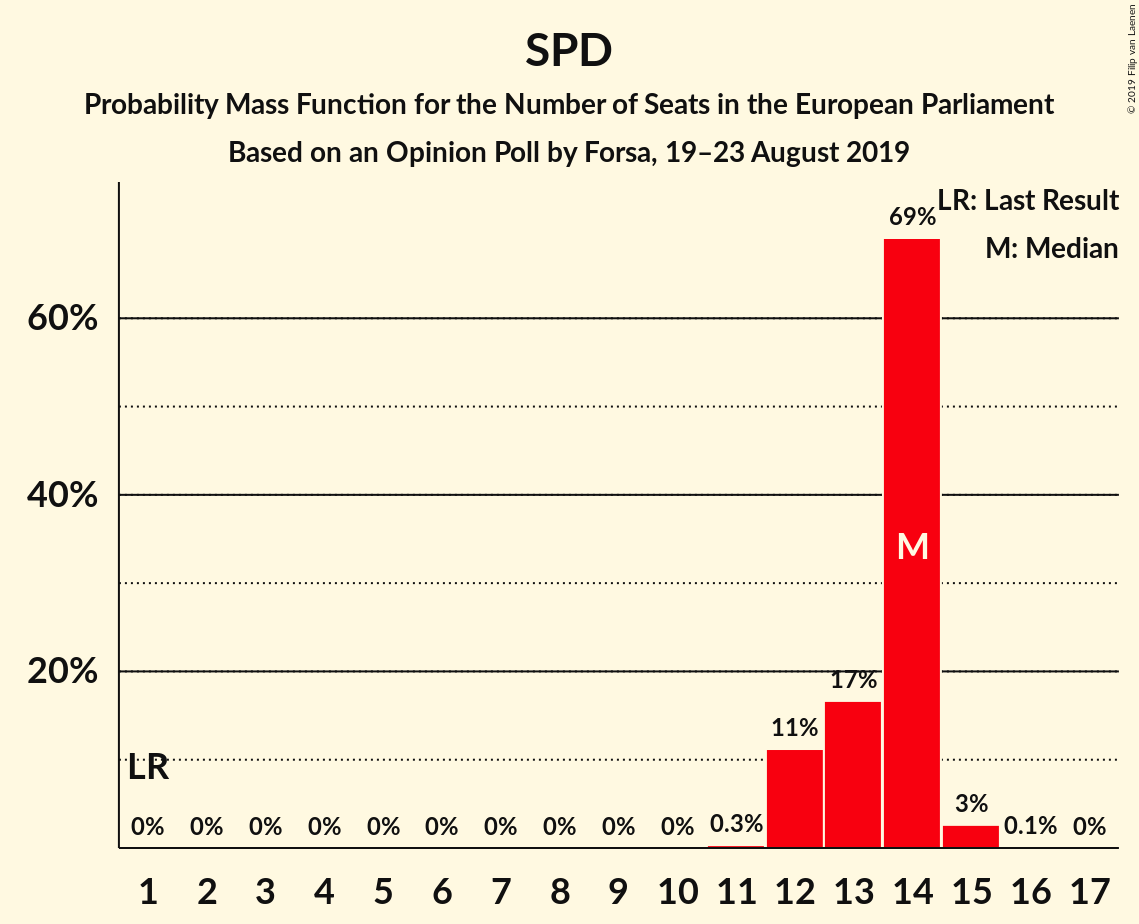 SPD
Probability Mass Function for the Number of Seats in the European Parliament
Based on an Opinion Poll by Forsa, 19–23 August 2019
© 2019 Filip van Laenen
LR: Last Result
M: Median
69%
60%
40%
M
20%
17%
11%
LR
3%
0% 0% 0% 0% 0% 0% 0% 0% 0% 0% 0.3% 0.1% 0%
1 2 3 4 5 6 7 8 9 10 11 12 13 14 15 16 17